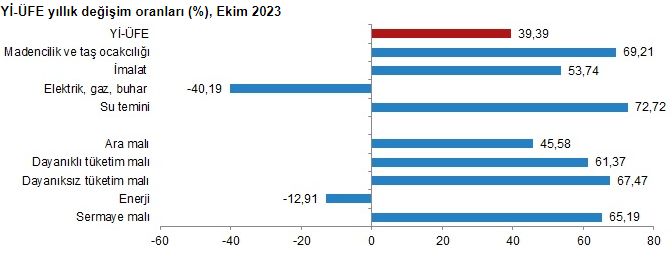 Yİ-ÜFE yıllık değişim oranları (%), Ekim 2023
Yİ-ÜFE 39,39
Madencilik ve taş ocakcılığı 69,21
İmalat 53,74
Elektrik, gaz, buhar -40,19
Su temini 72,72
Ara malı 45,58
Dayanıklı tüketim malı 61,37
Dayanıksız tüketim malı 67,47
Enerji -12,91
Sermaye malı 65,19
-60 -40 -20 0 20 40 60 80